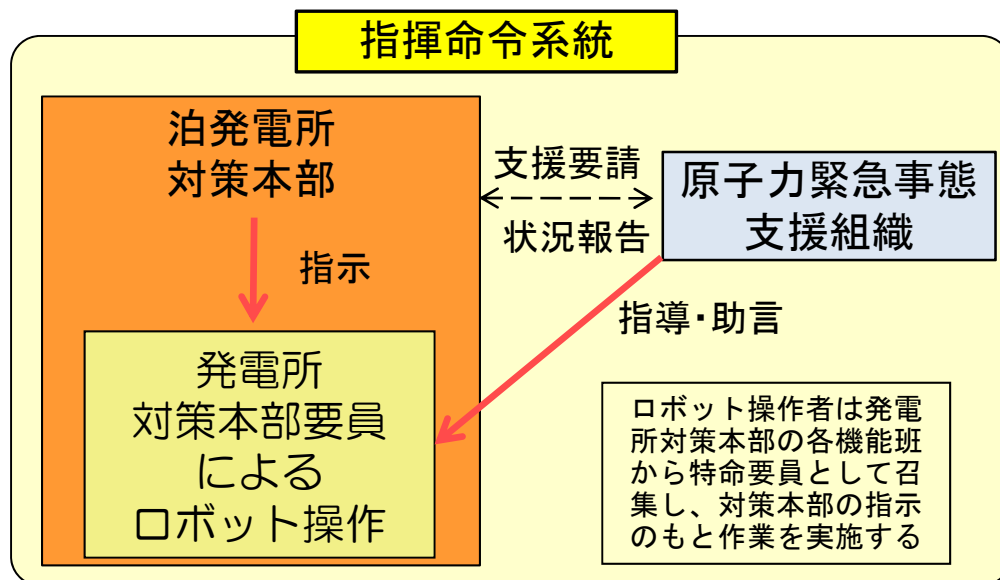 指揮命令系統
泊発電所
対策本部
指示
発電所
対策本部要員
による
ロボット操作
支援要請
状況報告
原子力緊急事態
支援組織
指導・助言
ロボット操作者は発電
所対策本部の各機能班
から特命要員として召
集し、対策本部の指示
のもと作業を実施する